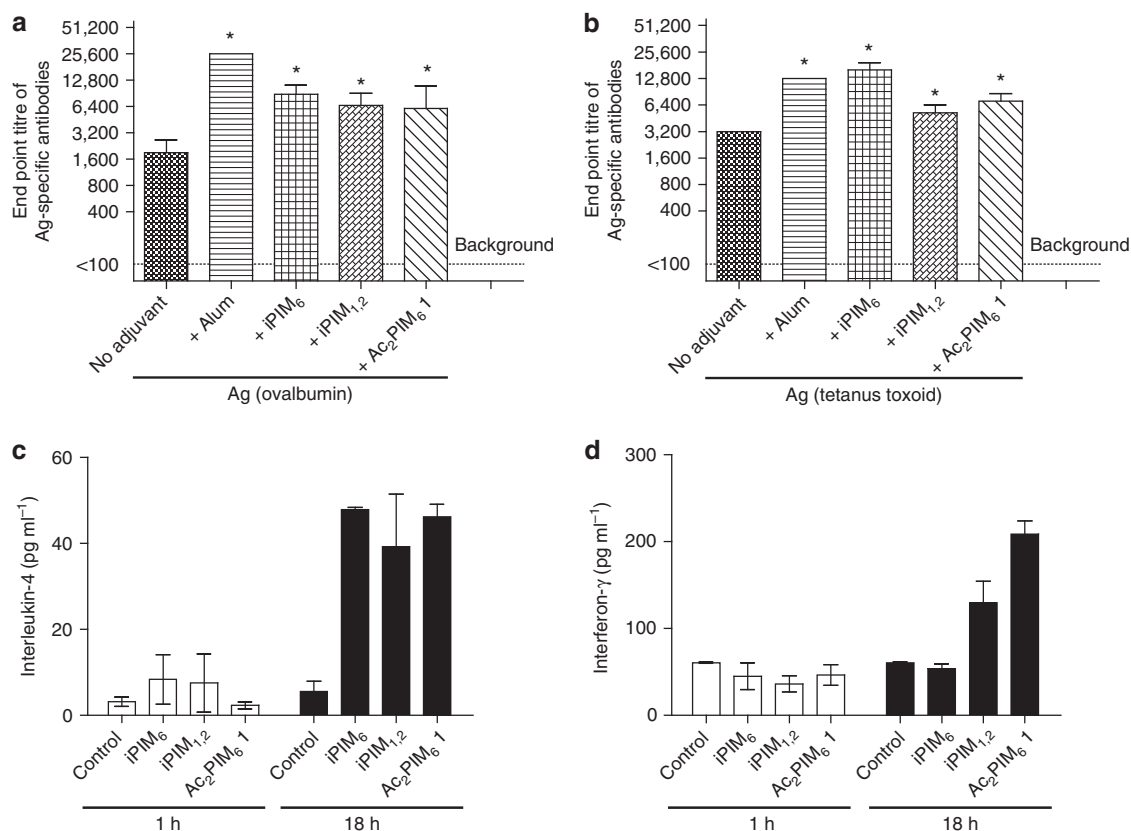 a
End point titre of
Ag-specific antibodies
51,200
25,600
12,800
6,400
3,200
1,600
800
400
<100
*
*
*
*
Background
No adjuvant
+ Alum
+ iPIM₆
+ iPIM₁,₂
+ Ac₂PIM₆ 1
Ag (ovalbumin)
b
End point titre of
Ag-specific antibodies
51,200
25,600
12,800
6,400
3,200
1,600
800
400
<100
*
*
*
*
Background
No adjuvant
+ Alum
+ iPIM₆
+ iPIM₁,₂
+ Ac₂PIM₆ 1
Ag (tetanus toxoid)
c
Interleukin-4 (pg ml⁻¹)
60
40
20
0
Control
iPIM₆
iPIM₁,₂
Ac₂PIM₆ 1
Control
iPIM₆
iPIM₁,₂
Ac₂PIM₆ 1
1 h
18 h
d
Interferon-γ (pg ml⁻¹)
300
200
100
0
Control
iPIM₆
iPIM₁,₂
Ac₂PIM₆ 1
Control
iPIM₆
iPIM₁,₂
Ac₂PIM₆ 1
1 h
18 h